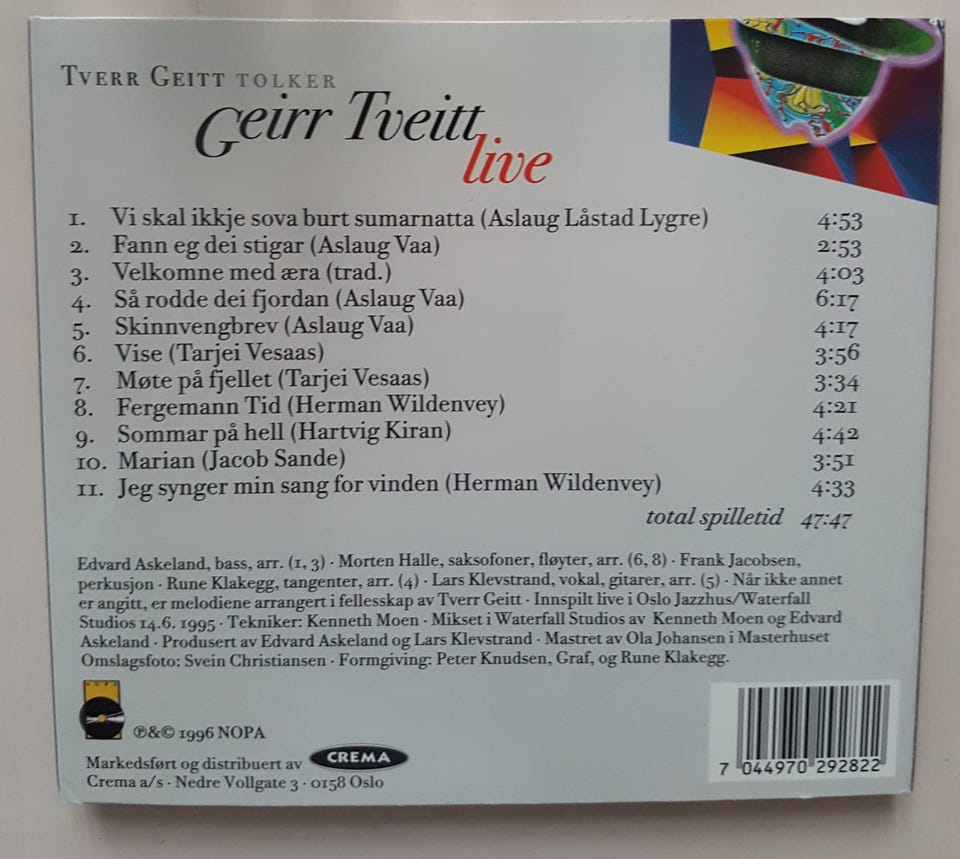 TVERR GEITT TOLKER
Geirr Tveitt
live
1. Vi skal ikkje sova burt sumarnatta (Aslaug Låstad Lygre) 4:53
2. Fann eg dei stigar (Aslaug Vaa) 2:53
3. Velkomne med æra (trad.) 4:03
4. Så rodde dei fjordan (Aslaug Vaa) 6:17
5. Skinnvengbrev (Aslaug Vaa) 4:17
6. Vise (Tarjei Vesaas) 3:56
7. Møte på fjellet (Tarjei Vesaas) 3:34
8. Fergemann Tid (Herman Wildenvey) 4:21
9. Sommar på hell (Hartvig Kiran) 4:42
10. Marian (Jacob Sande) 3:51
11. Jeg synger min sang for vinden (Herman Wildenvey) 4:33
total spilletid 47:47
Edvard Askeland, bass, arr. (1, 3) · Morten Halle, saksofoner, fløyter, arr. (6, 8) · Frank Jacobsen,
perkusjon · Rune Klakegg, tangenter, arr. (4) · Lars Klevstrand, vokal, gitarer, arr. (5) · Når ikke annet
er angitt, er melodiene arrangert i fellesskap av Tverr Geitt · Innspilt live i Oslo Jazzhus/Waterfall
Studios 14.6. 1995 · Tekniker: Kenneth Moen · Mikset i Waterfall Studios av Kenneth Moen og Edvard
Askeland · Produsert av Edvard Askeland og Lars Klevstrand · Mastret av Ola Johansen i Masterhuset
Omslagsfoto: Svein Christiansen · Formgiving: Peter Knudsen, Graf, og Rune Klakegg.
NOPA
℗&© 1996 NOPA
Markedsført og distribuert av CREMA
Crema a/s · Nedre Vollgate 3 · 0158 Oslo
7 044970 292822